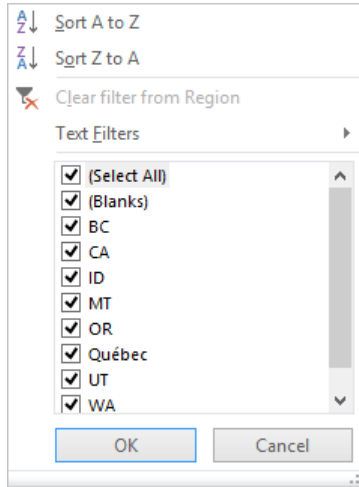 Sort A to Z
Sort Z to A
Clear filter from Region
Text Filters
(Select All)
(Blanks)
BC
CA
ID
MT
OR
Québec
UT
WA
OK
Cancel